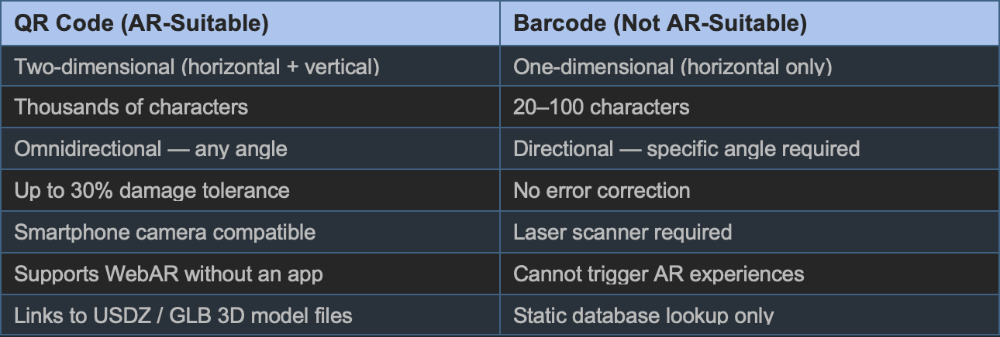 QR Code (AR-Suitable) Barcode (Not AR-Suitable)
Two-dimensional (horizontal + vertical) One-dimensional (horizontal only)
Thousands of characters 20–100 characters
Omnidirectional — any angle Directional — specific angle required
Up to 30% damage tolerance No error correction
Smartphone camera compatible Laser scanner required
Supports WebAR without an app Cannot trigger AR experiences
Links to USDZ / GLB 3D model files Static database lookup only